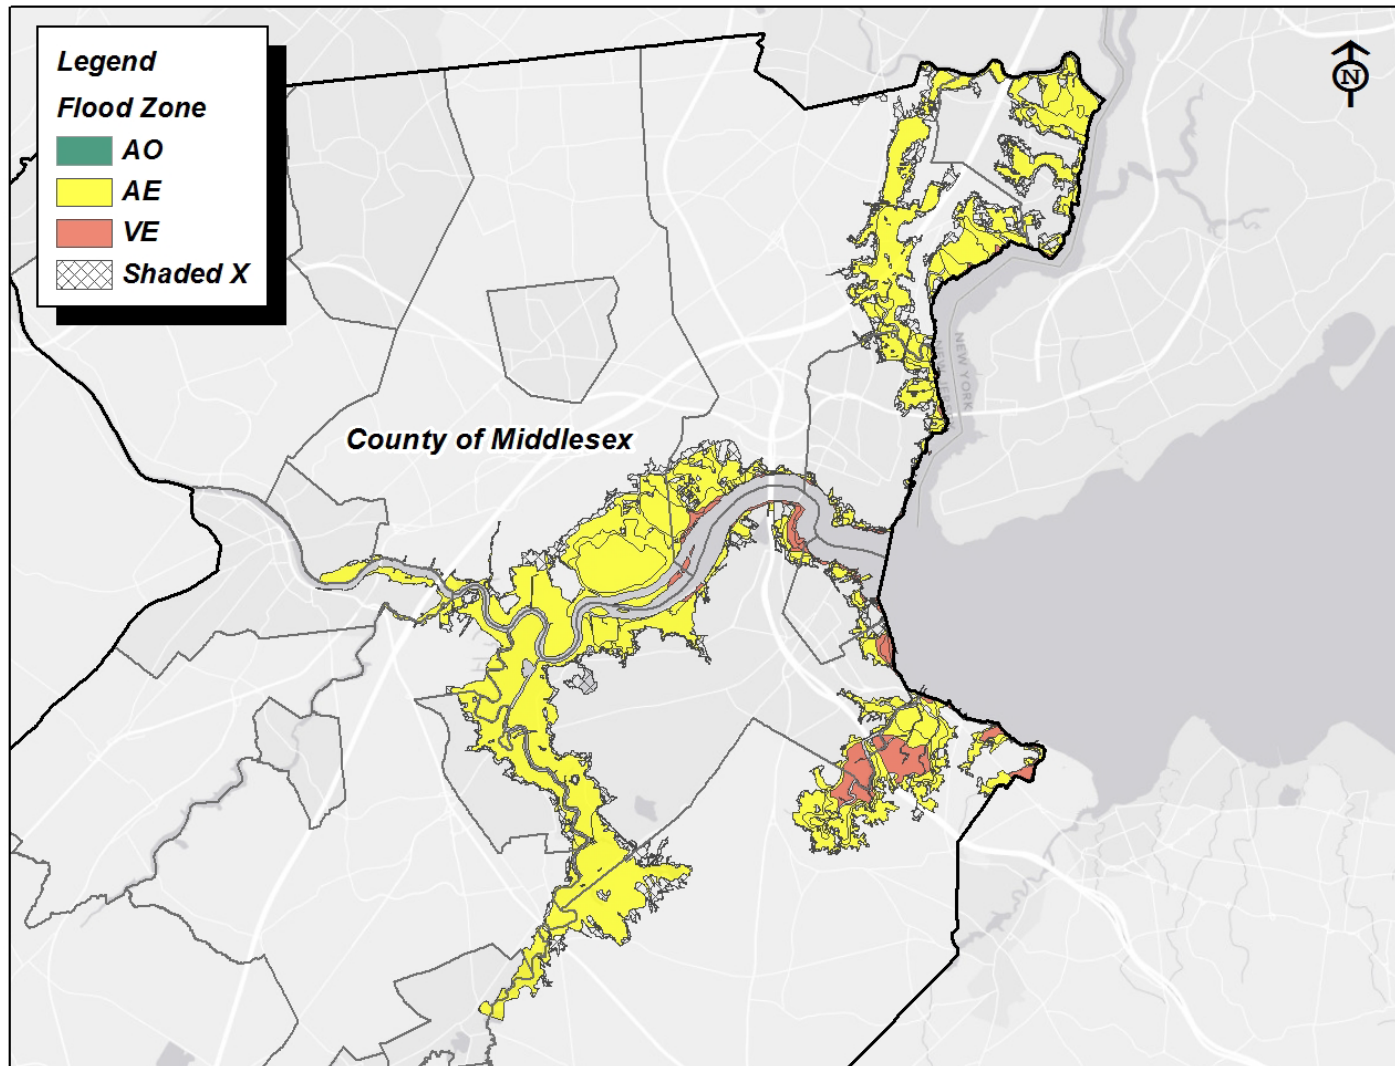 Legend
Flood Zone
AO
AE
VE
Shaded X
N
County of Middlesex
NEW YORK